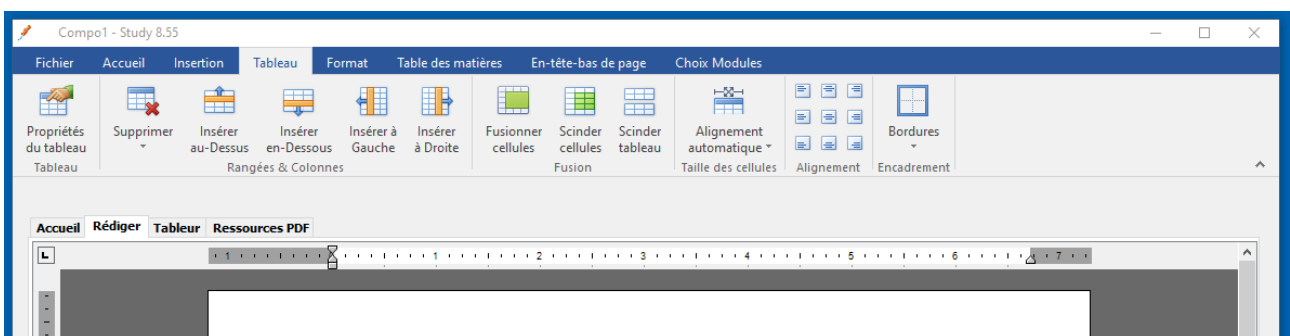 Compo1 - Study 8.55
Fichier Accueil Insertion Tableau Format Table des matières En-tête-bas de page Choix Modules
Propriétés Supprimer Insérer Insérer Insérer à Insérer Fusionner Scinder Scinder Alignement Bordures
du tableau au-Dessus en-Dessous Gauche à Droite cellules cellules tableau automatique
Tableau Rangées & Colonnes Fusion Taille des cellules Alignement Encadrement
Accueil Rédiger Tableur Ressources PDF
L 1 1 2 3 4 5 6 7